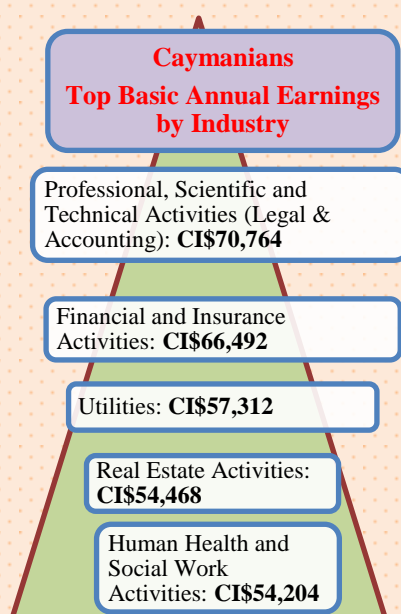 Caymanians
Top Basic Annual Earnings
by Industry
Professional, Scientific and
Technical Activities (Legal &
Accounting): CI$70,764
Financial and Insurance
Activities: CI$66,492
Utilities: CI$57,312
Real Estate Activities:
CI$54,468
Human Health and
Social Work
Activities: CI$54,204